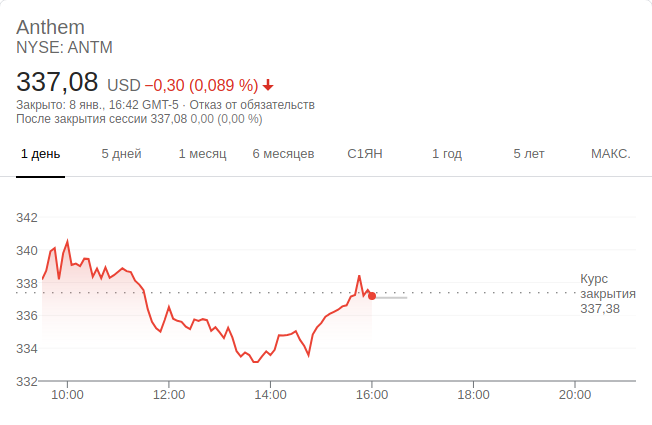 Anthem
NYSE: ANTM
337,08 USD −0,30 (0,089 %)
Закрыто: 8 янв., 16:42 GMT-5 · Отказ от обязательств
После закрытия сессии 337,08 0,00 (0,00 %)
1 день 5 дней 1 месяц 6 месяцев С1ЯН 1 год 5 лет МАКС.
342
340
338
336
334
332
Курс
закрытия
337,38
10:00 12:00 14:00 16:00 18:00 20:00